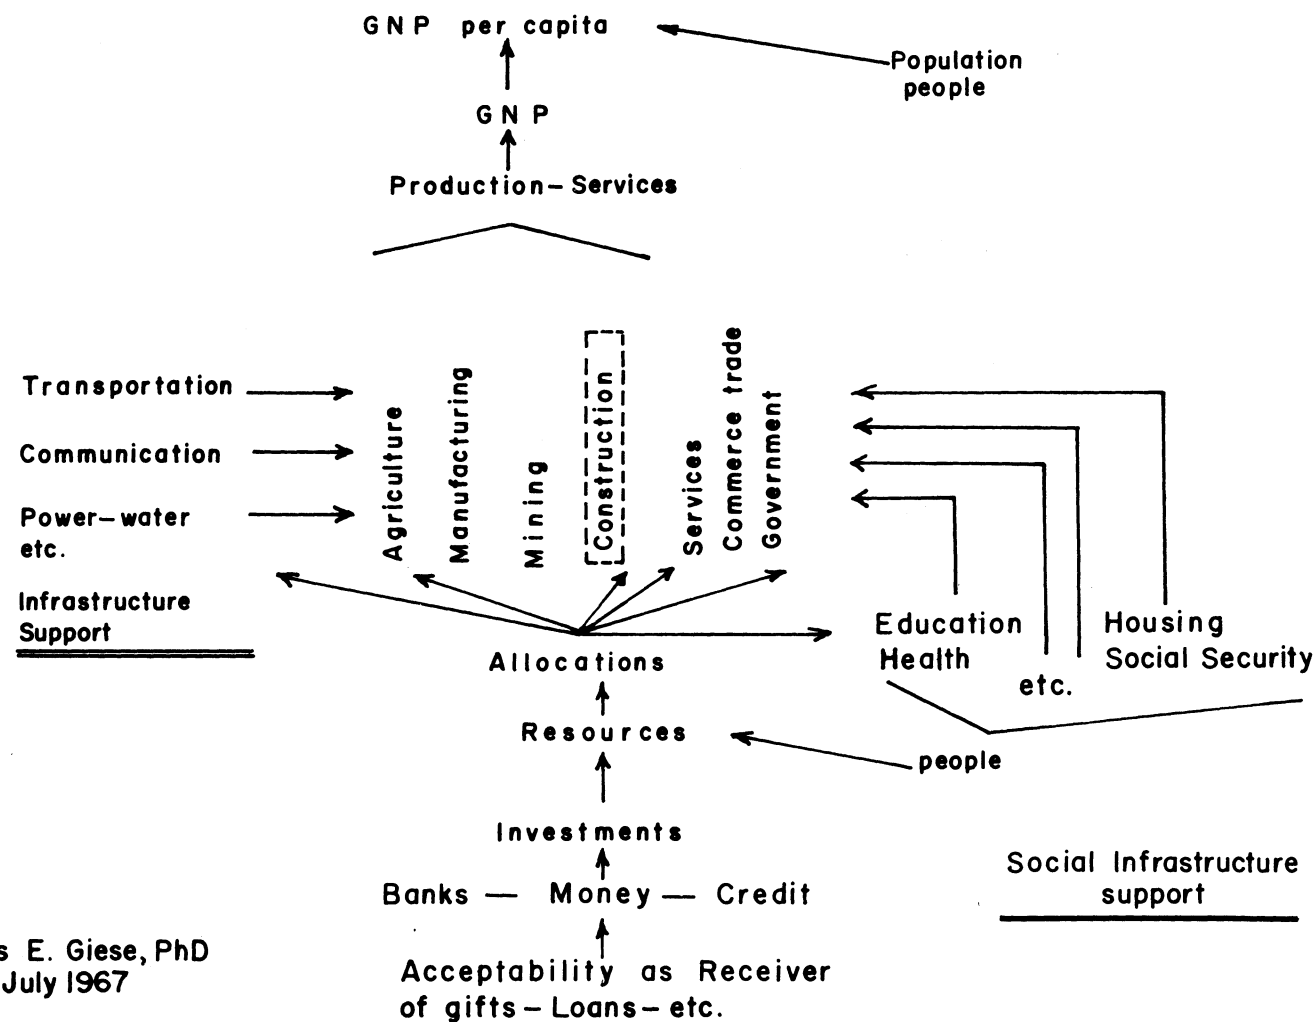 GNP per capita
Population
people
GNP
Production—Services
Transportation
Communication
Power—water
etc.
Infrastructure
Support
Agriculture
Manufacturing
Mining
Construction
Services
Commerce trade
Government
Education
Health
etc.
Housing
Social Security
Allocations
Resources
people
Investments
Banks — Money — Credit
Social Infrastructure
support
E. Giese, PhD
July 1967
Acceptability as Receiver
of gifts — Loans — etc.